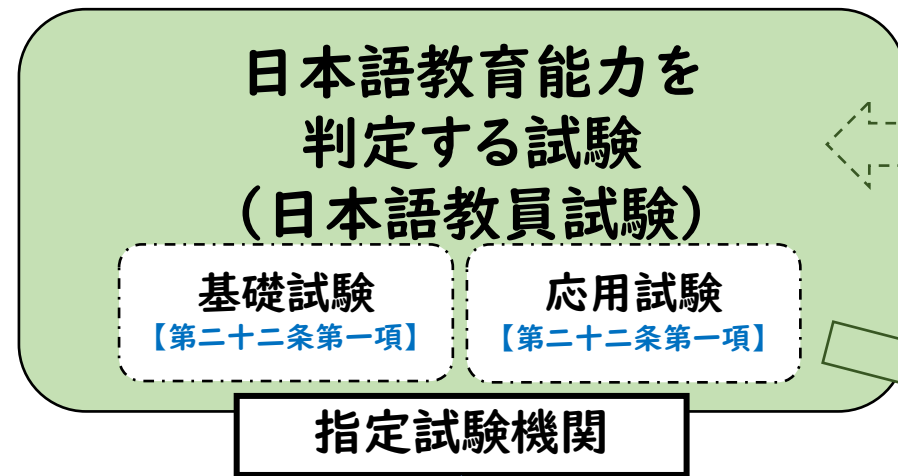 日本語教育能力を
判定する試験
（日本語教員試験）
基礎試験
【第二十二条第一項】
応用試験
【第二十二条第一項】
指定試験機関